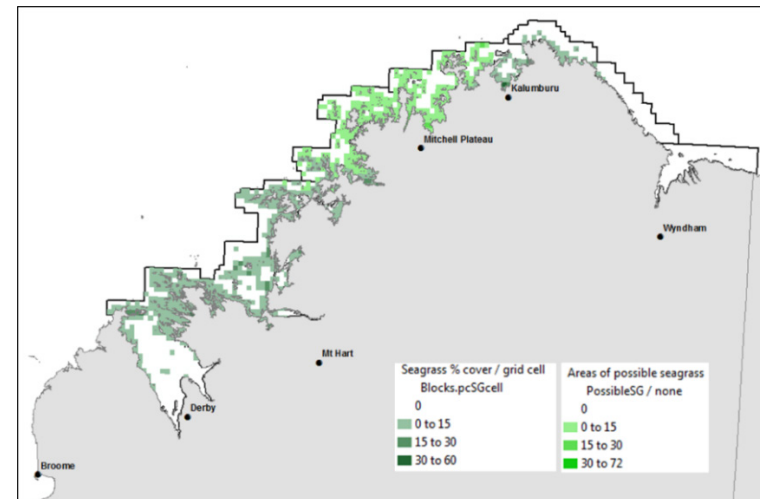 Kalumburu
Mitchell Plateau
Wyndham
Mt Hart
Derby
Broome
Seagrass % cover / grid cell
Blocks.pcSGcell
0
0 to 15
15 to 30
30 to 60
Areas of possible seagrass
PossibleSG / none
0
0 to 15
15 to 30
30 to 72